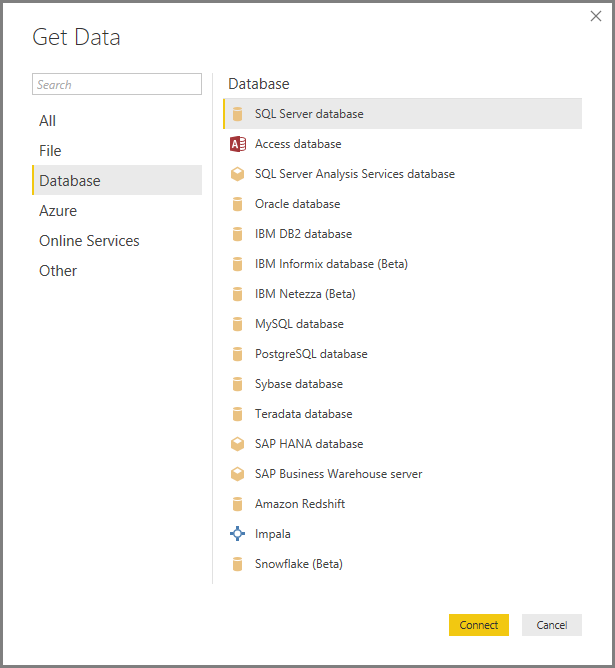 Get Data
Search
All
File
Database
Azure
Online Services
Other
Database
SQL Server database
A
Access database
SQL Server Analysis Services database
Oracle database
IBM DB2 database
IBM Informix database (Beta)
IBM Netezza (Beta)
MySQL database
PostgreSQL database
Sybase database
Teradata database
SAP HANA database
SAP Business Warehouse server
Amazon Redshift
Impala
Snowflake (Beta)
Connect
Cancel